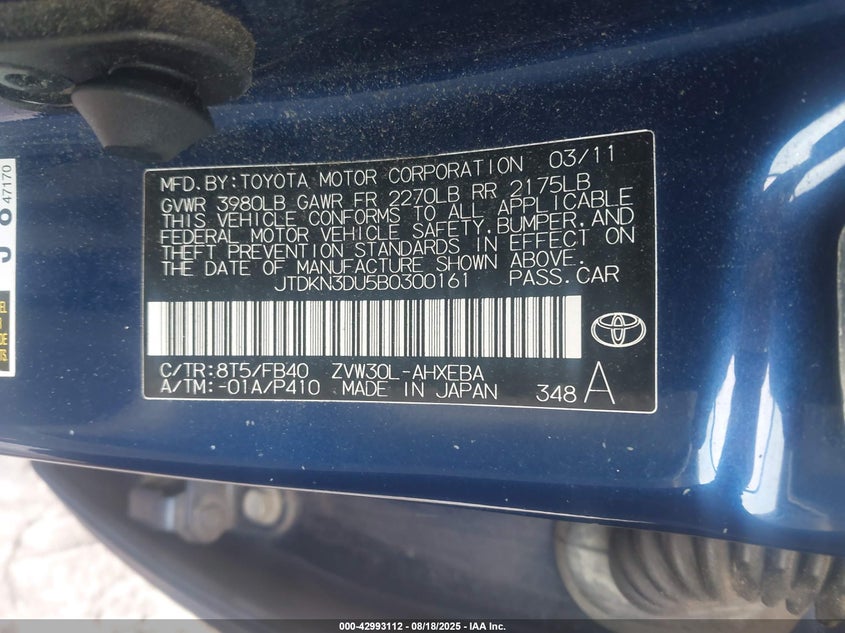 MFD.BY:TOYOTA MOTOR CORPORATION 03/11
GVWR 3980LB GAWR FR 2270LB RR 2175LB
THIS VEHICLE CONFORMS TO ALL APPLICABLE
FEDERAL MOTOR VEHICLE SAFETY,BUMPER,AND
THEFT PREVENTION STANDARDS IN EFFECT ON
THE DATE OF MANUFACTURE SHOWN ABOVE.
JTDKN3DU5B0300161 PASS.CAR
C/TR:8T5/FB40 ZVW30L-AHXEBA
A/TM:-01A/P410 MADE IN JAPAN 348 A
47170
000-42993112 - 08/18/2025 - IAA Inc.